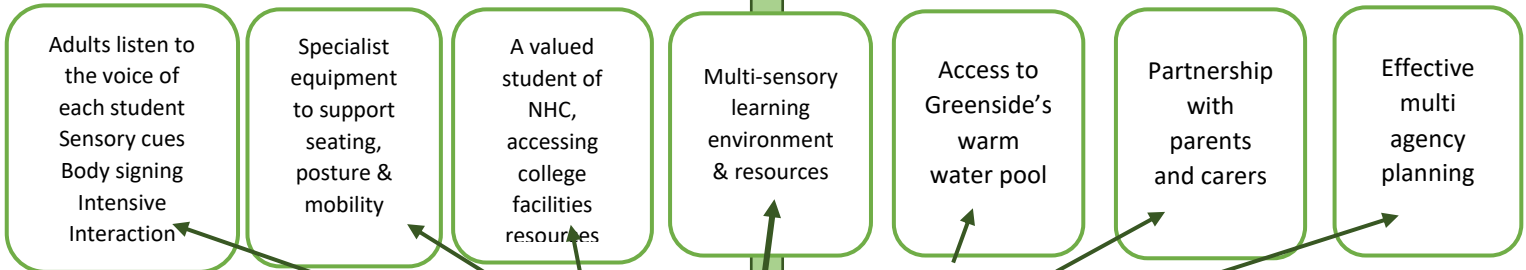 Adults listen to
the voice of
each student
Sensory cues
Body signing
Intensive
Interaction
Specialist
equipment
to support
seating,
posture &
mobility
A valued
student of
NHC,
accessing
college
facilities
resources
Multi-sensory
learning
environment
& resources
Access to
Greenside's
warm
water pool
Partnership
with
parents
and carers
Effective
multi
agency
planning